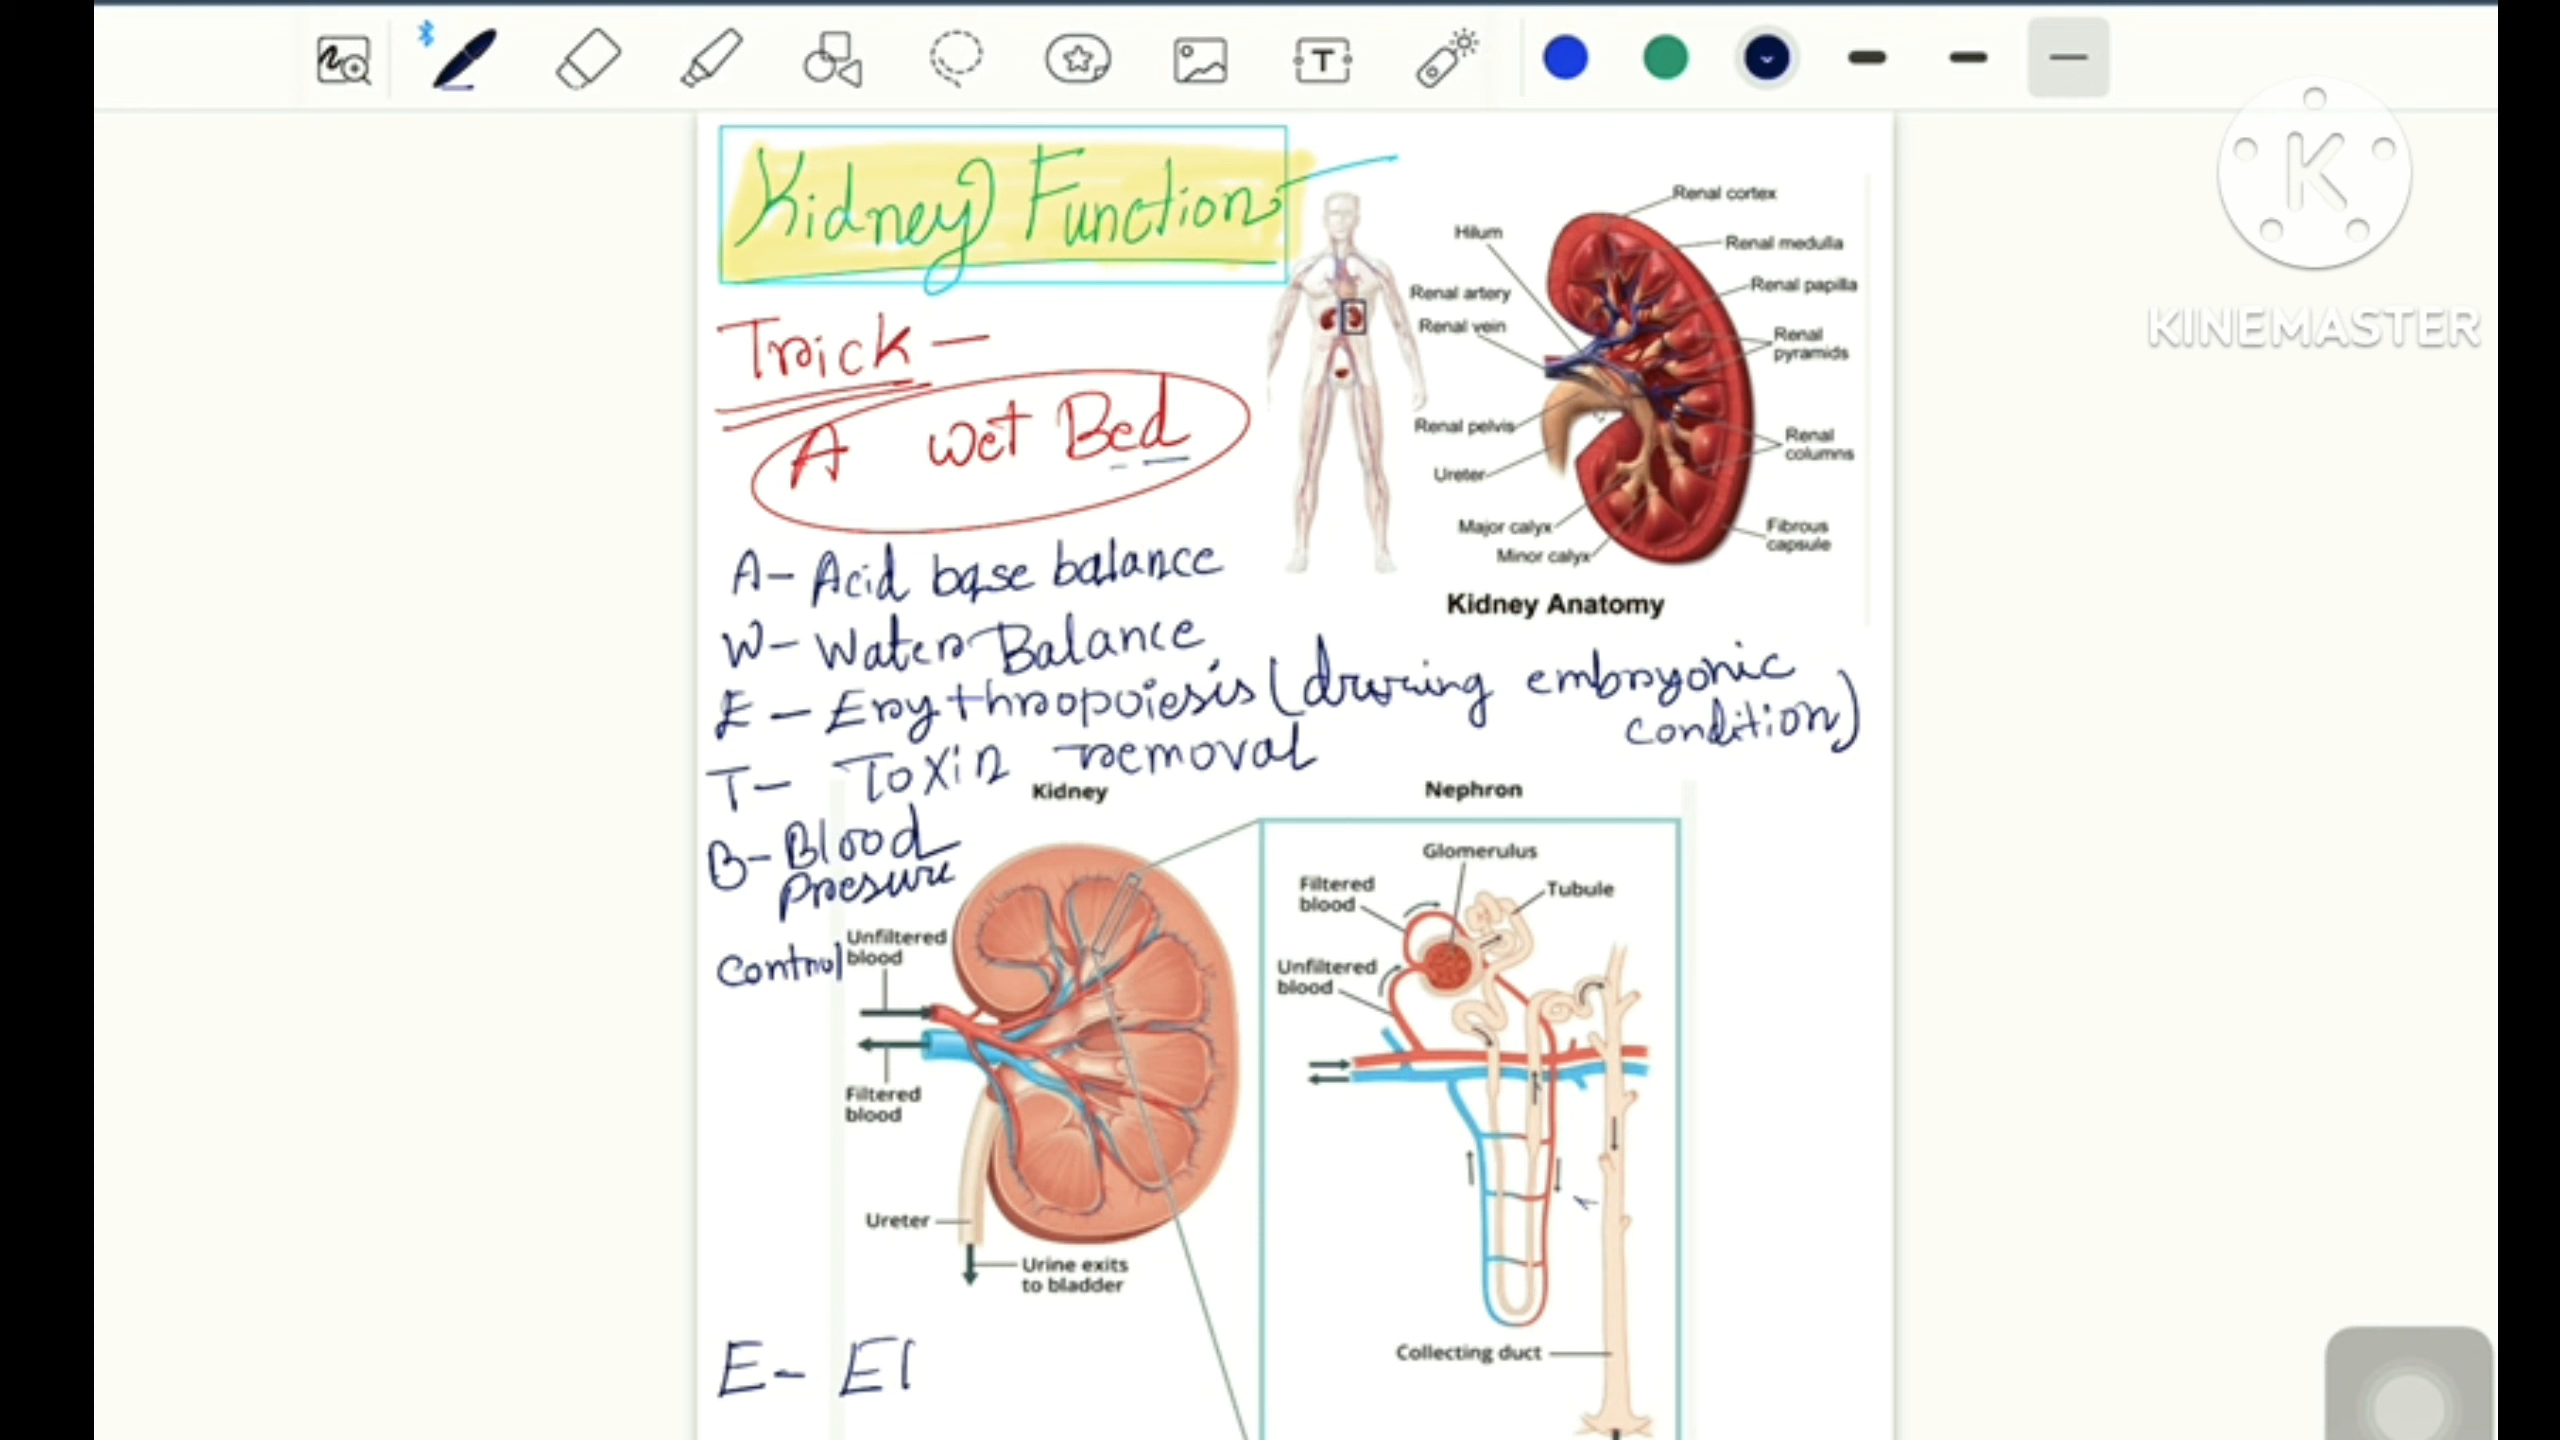 T
Kidney Function
Trick -
A wet Bed
A- Acid base balance
W- Water Balance
E - Erythropoiesis (during embryonic
condition)
T- Toxin removal
B- Blood
Presure
Control
E- El
Renal cortex
Hilum
Renal medulla
Renal papilla
Renal artery
Renal vein
Renal
pyramids
Renal pelvis
Renal
columns
Ureter
Major calyx
Fibrous
capsule
Minor calyx
Kidney Anatomy
Kidney
Unfiltered
blood
Filtered
blood
Ureter
Urine exits
to bladder
Nephron
Glomerulus
Filtered
blood
Tubule
Unfiltered
blood
Collecting duct
K
KINEMASTER